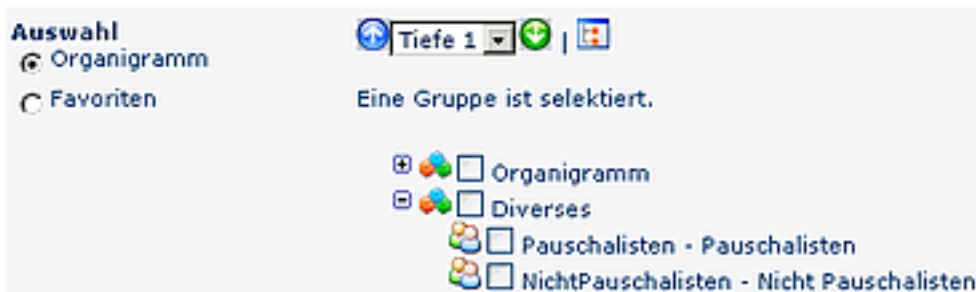 Auswahl
Organigramm
Favoriten
Tiefe 1 |
Eine Gruppe ist selektiert.
Organigramm
Diverses
Pauschalisten - Pauschalisten
NichtPauschalisten - Nicht Pauschalisten